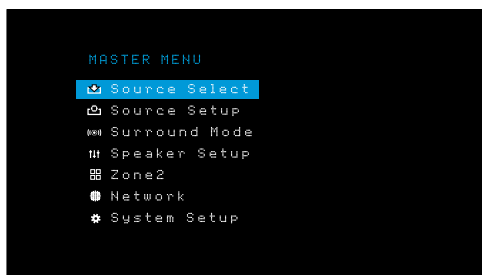 MASTER MENU
Source Select
Source Setup
Surround Mode
Speaker Setup
Zone2
Network
System Setup